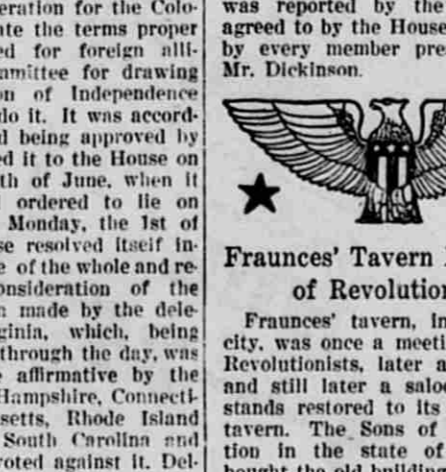 eration for the Colo-
ate the terms proper
ed for foreign alli-
mmittee for drawing
on of Independence
do it. It was accord-
d being approved by
ed it to the House on
th of June, when it
ordered to lie on
Monday, the 1st of
se resolved itself in-
e of the whole and re-
onsideration of the
n made by the dele-
ginia, which, being
through the day, was
e affirmative by the
Hampshire, Connecti-
setts, Rhode Island
South Carolina and
voted against it. Del-
was reported by the
agreed to by the House
by every member pre
Mr. Dickinson.
Fraunces' Tavern
of Revolution
Fraunces' tavern, in
city, was once a meeti
Revolutionists, later a
and still later a saloo
stands restored to its
tavern. The Sons of
tion in the state of
bought the old buildin